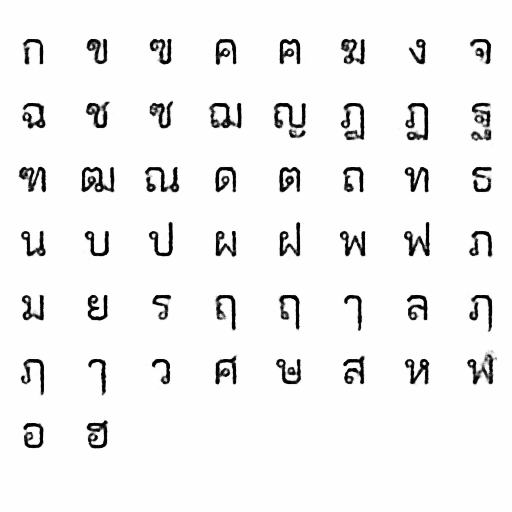 ก ข ฃ ค ฅ ฆ ง จ
ฉ ช ซ ฌ ญ ฎ ฏ ฐ
ฑ ฒ ณ ด ต ถ ท ธ
น บ ป ผ ฝ พ ฟ ภ
ม ย ร ฤ ฤ ๅ ล ฦ
ฦ ๅ ว ศ ษ ส ห ฬ
อ ฮ